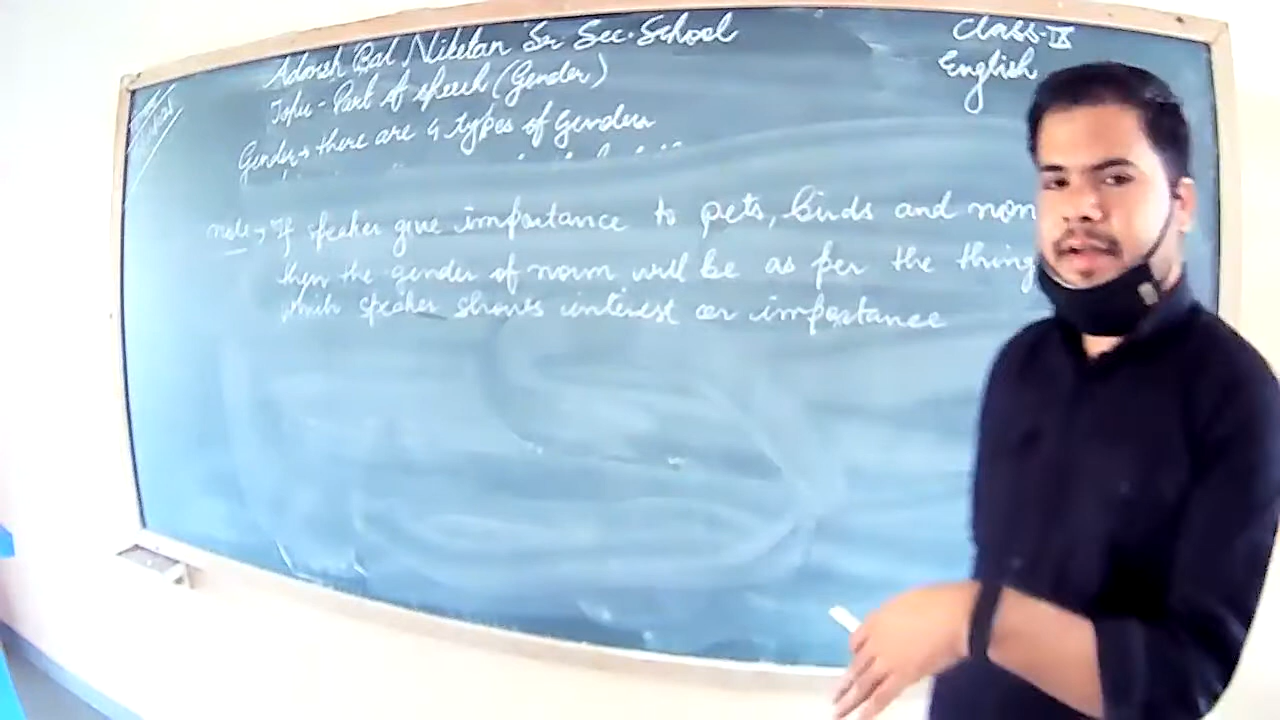 Adarsh Bal Niketan Sr. Sec. School
Class-IX
English
Topic - Part of speech (Gender)
Gender → there are 4 types of Genders
note → If speaker give importance to pets, birds and noun
then the gender of noun will be as per the thing
which speaker shows interest or importance